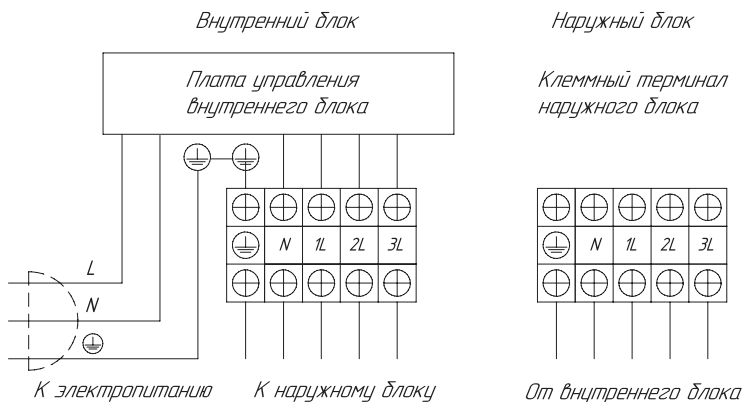 Внутренний блок
Наружный блок
Плата управления
внутреннего блока
Клеммный терминал
наружного блока
N 1L 2L 3L
N 1L 2L 3L
L
N
К электропитанию
К наружному блоку
От внутреннего блока